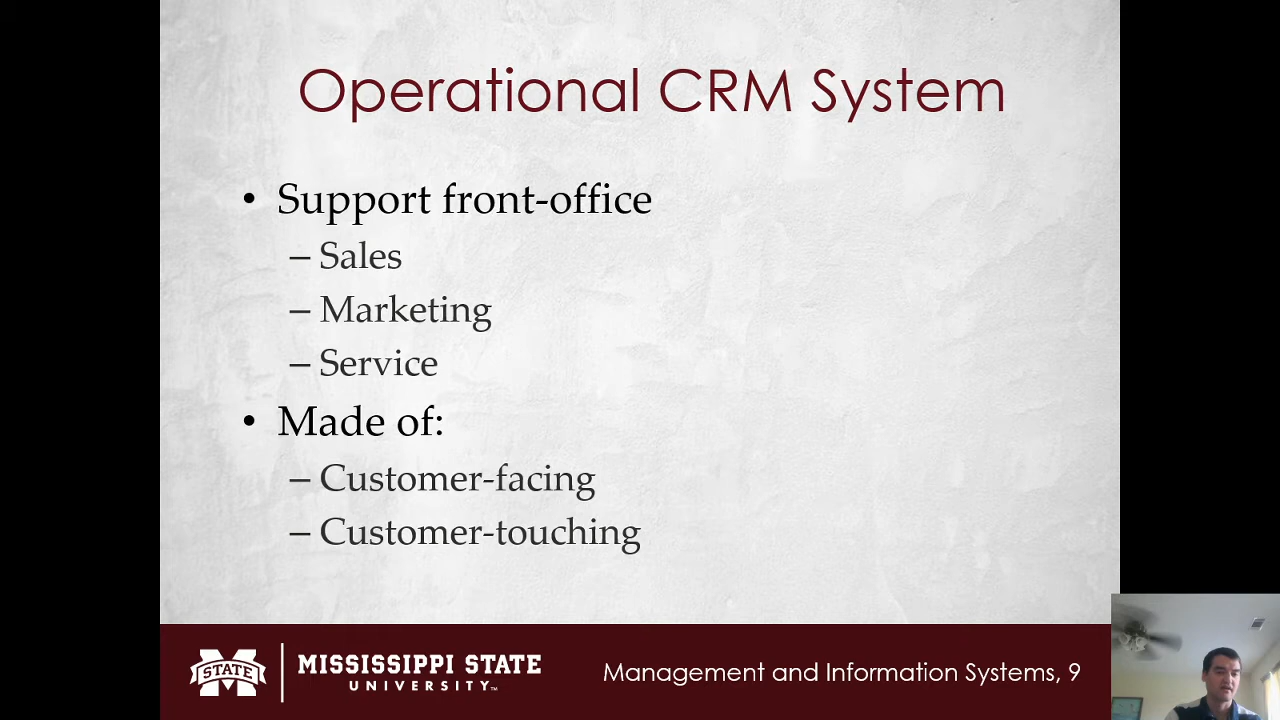 Operational CRM System
• Support front-office
– Sales
– Marketing
– Service
• Made of:
– Customer-facing
– Customer-touching
STATE
MISSISSIPPI STATE
UNIVERSITY™
Management and Information Systems, 9